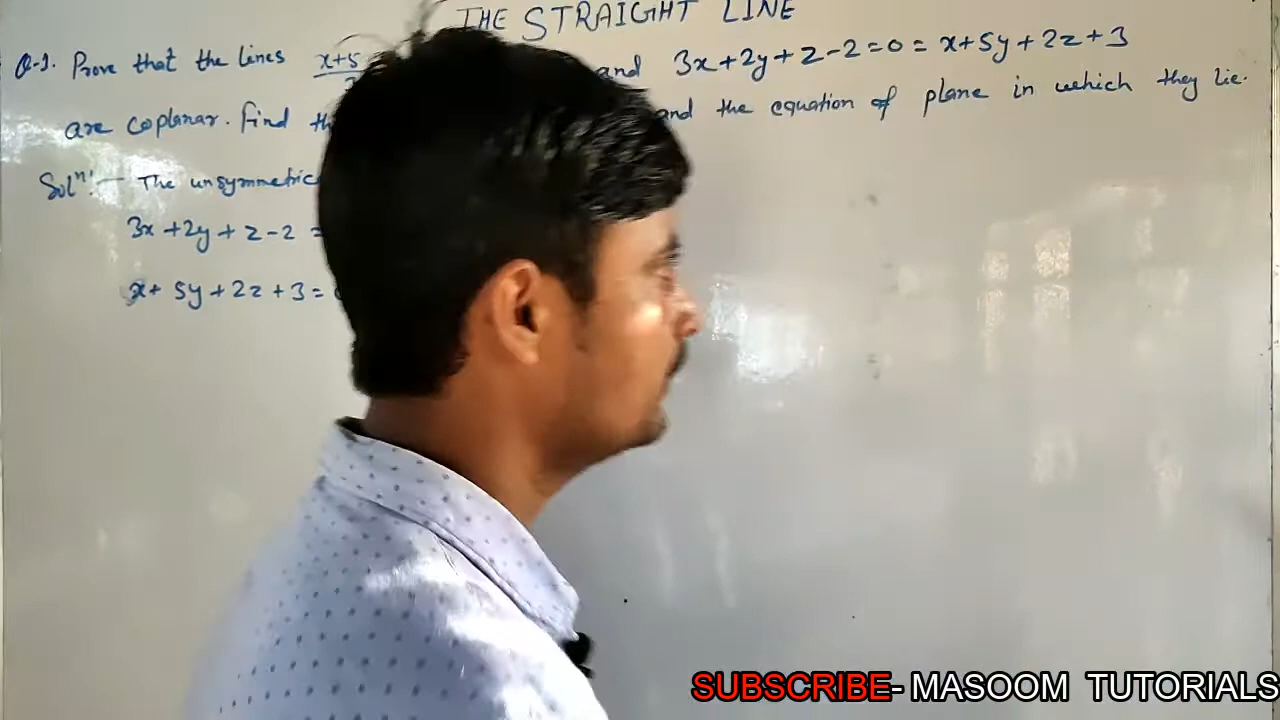 THE STRAIGHT LINE
Q-1. Prove that the lines x+5 and 3x+2y+z-2=0=x+5y+2z+3
are coplanar. find and the equation of plane in which they lie.
Solⁿ:- The unsymmetric
3x+2y+z-2 =
x+5y+2z+3=
SUBSCRIBE- MASOOM TUTORIALS